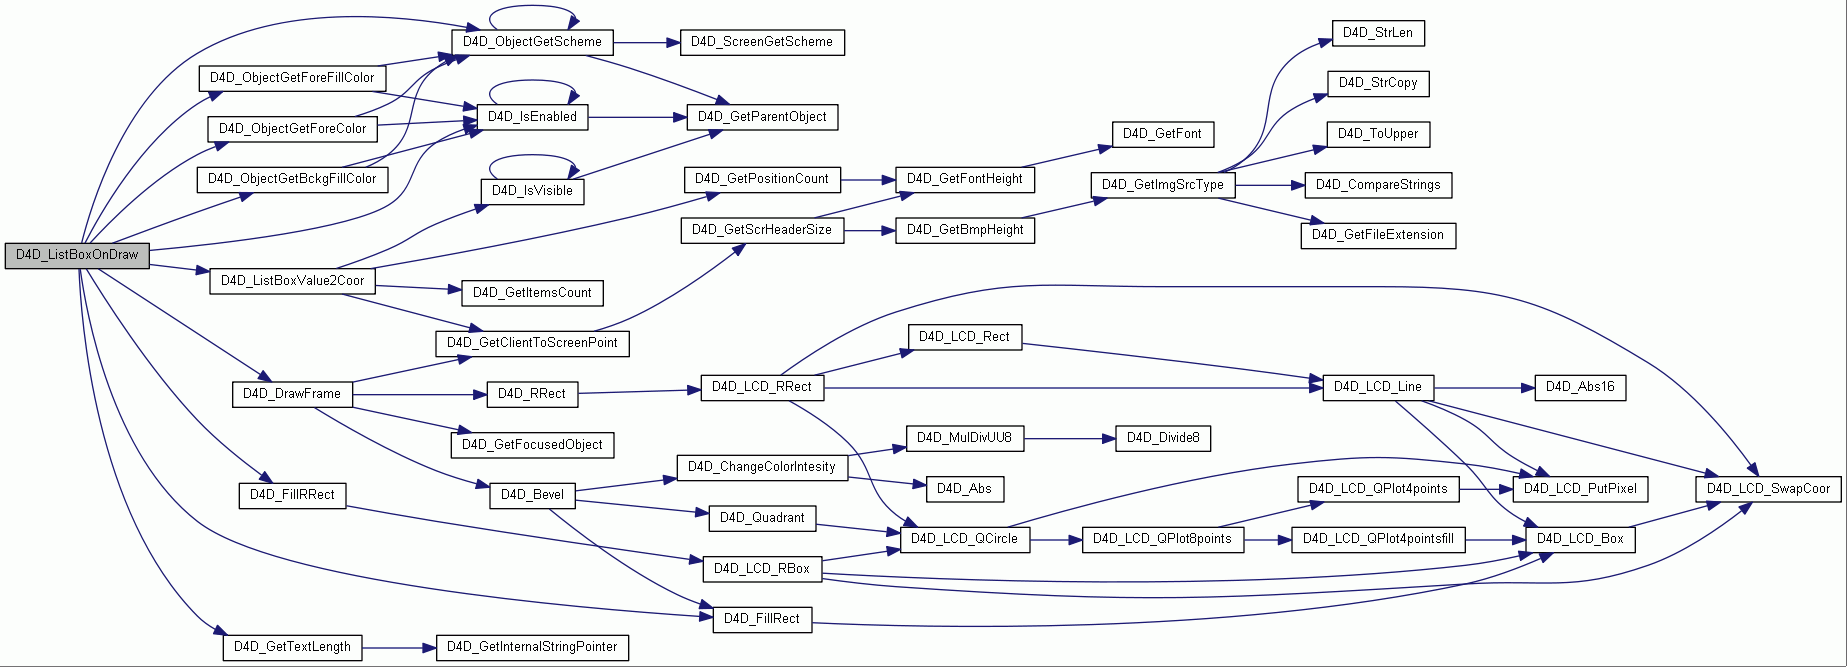 D4D_ListBoxOnDraw
D4D_ObjectGetForeFillColor
D4D_ObjectGetForeColor
D4D_ObjectGetBckgFillColor
D4D_ListBoxValue2Coor
D4D_DrawFrame
D4D_FillRRect
D4D_GetTextLength
D4D_ObjectGetScheme
D4D_IsEnabled
D4D_IsVisible
D4D_GetItemsCount
D4D_GetClientToScreenPoint
D4D_RRect
D4D_GetFocusedObject
D4D_Bevel
D4D_GetInternalStringPointer
D4D_ScreenGetScheme
D4D_GetParentObject
D4D_GetPositionCount
D4D_GetScrHeaderSize
D4D_LCD_RRect
D4D_ChangeColorIntesity
D4D_Quadrant
D4D_LCD_RBox
D4D_FillRect
D4D_GetFontHeight
D4D_GetBmpHeight
D4D_LCD_Rect
D4D_MulDivUU8
D4D_Abs
D4D_LCD_QCircle
D4D_GetFont
D4D_GetImgSrcType
D4D_Divide8
D4D_LCD_QPlot8points
D4D_StrLen
D4D_StrCopy
D4D_ToUpper
D4D_CompareStrings
D4D_GetFileExtension
D4D_LCD_Line
D4D_LCD_QPlot4points
D4D_LCD_QPlot4pointsfill
D4D_Abs16
D4D_LCD_PutPixel
D4D_LCD_Box
D4D_LCD_SwapCoor